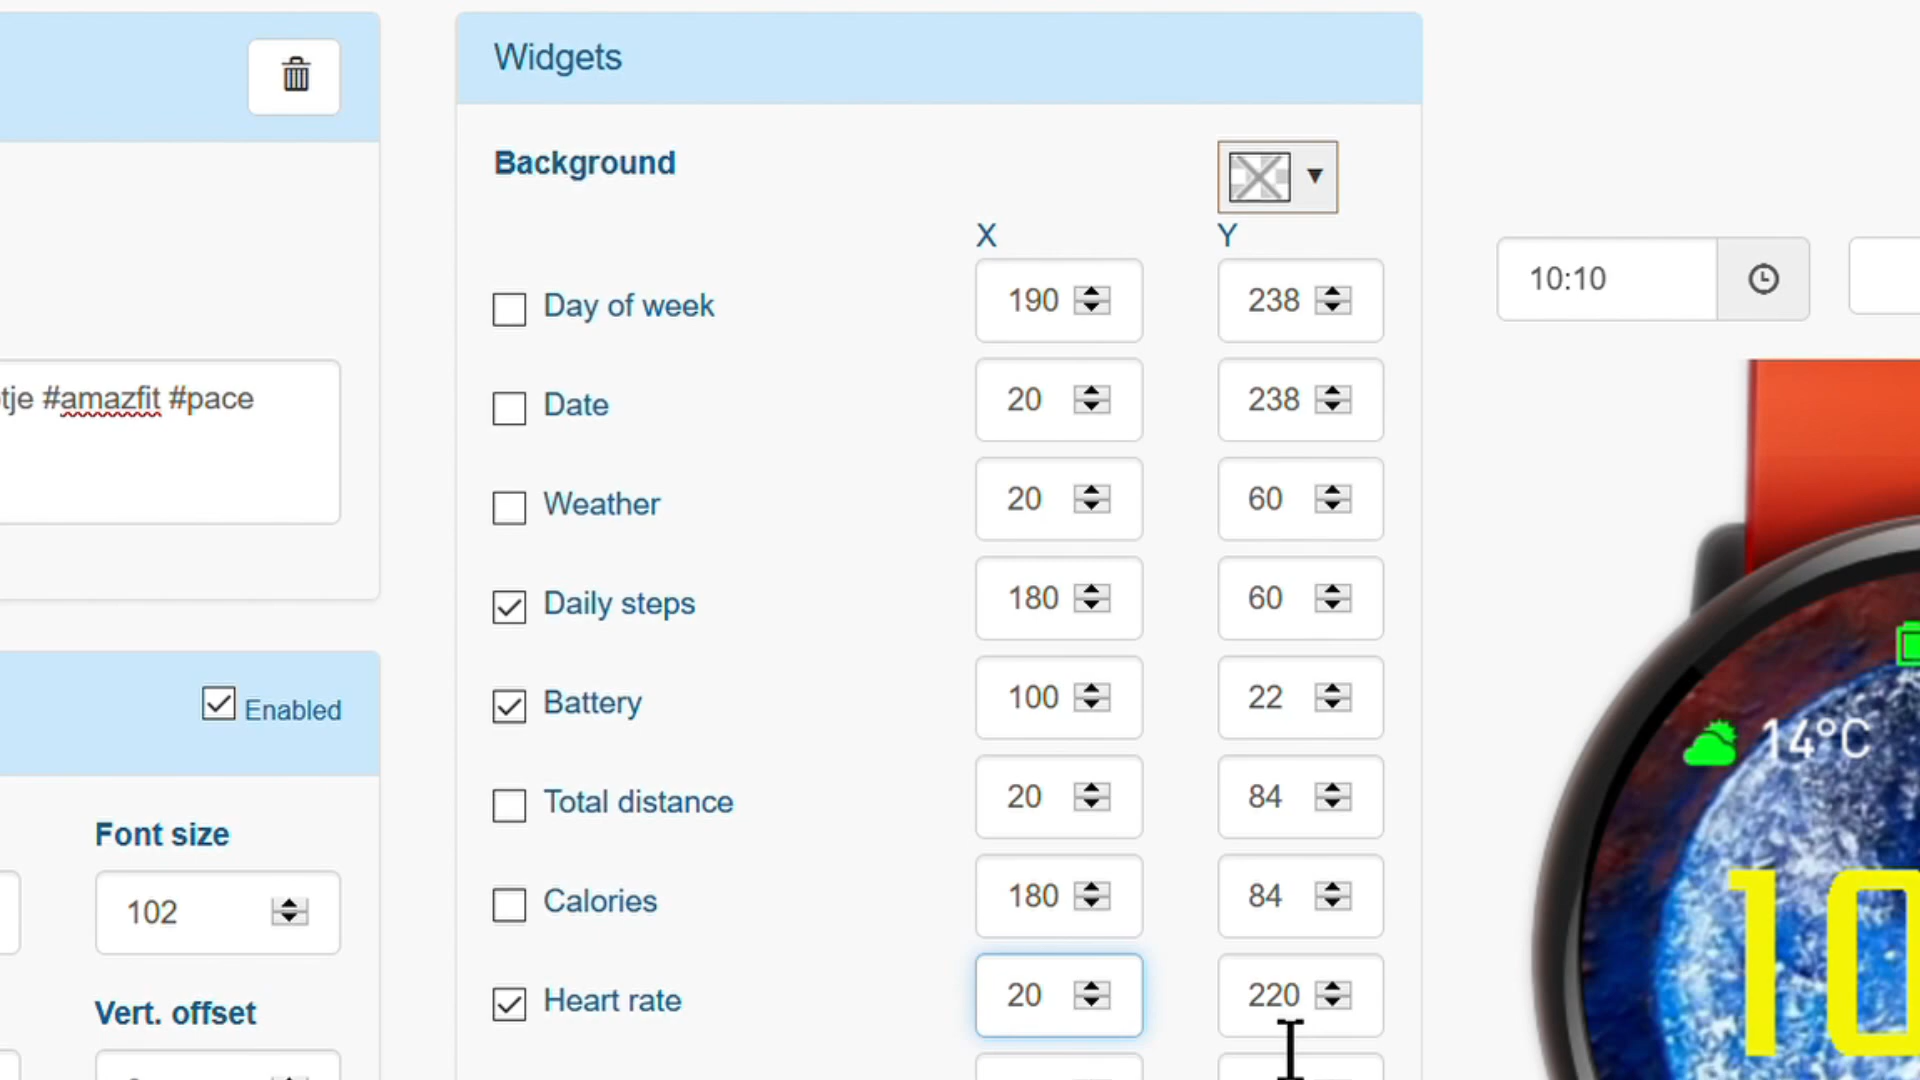 Widgets
Background
X Y
Day of week 190 238
Date 20 238
Weather 20 60
Daily steps 180 60
Battery 100 22
Total distance 20 84
Calories 180 84
Heart rate 20 220
#amazfit #pace
Enabled
Font size
102
Vert. offset
10:10
14°C
10